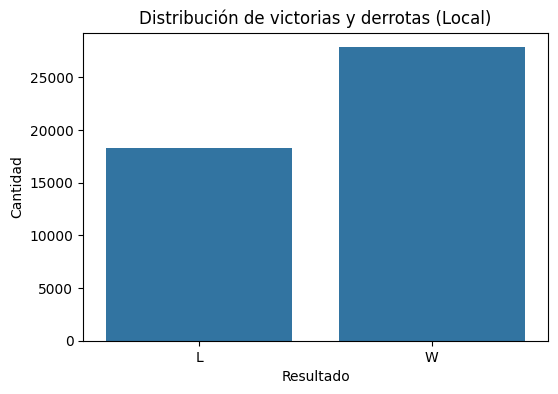 Distribución de victorias y derrotas (Local)
Cantidad
25000
20000
15000
10000
5000
0
L
W
Resultado